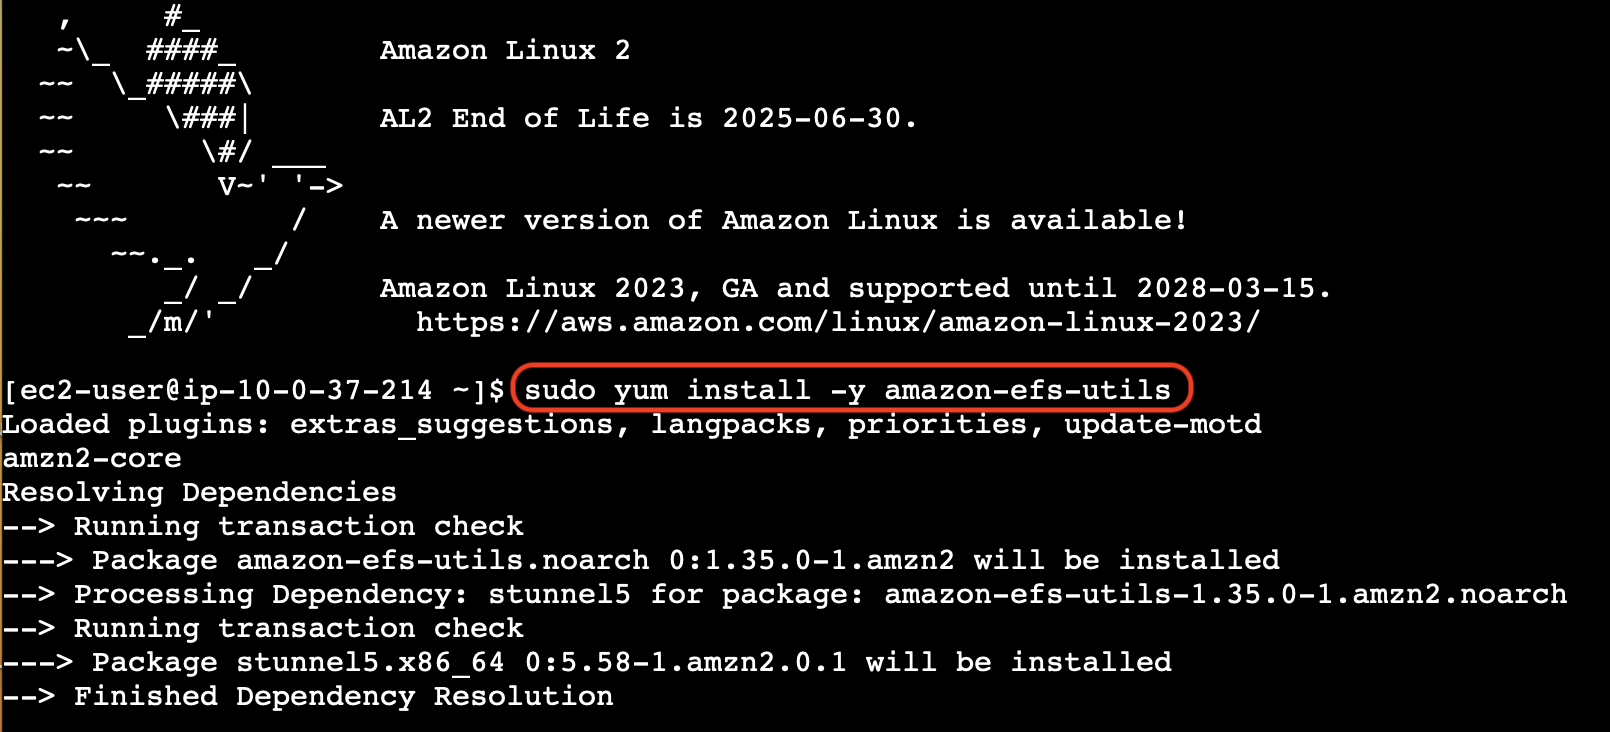 ,     #_
   ~\_  ####_        Amazon Linux 2
  ~~  \_#####\
  ~~     \###|       AL2 End of Life is 2025-06-30.
  ~~       \#/ ___
   ~~       V~' '->
    ~~~         /    A newer version of Amazon Linux is available!
      ~~._.   _/
         _/ _/       Amazon Linux 2023, GA and supported until 2028-03-15.
       _/m/'           https://aws.amazon.com/linux/amazon-linux-2023/
[ec2-user@ip-10-0-37-214 ~]$ sudo yum install -y amazon-efs-utils
Loaded plugins: extras_suggestions, langpacks, priorities, update-motd
amzn2-core
Resolving Dependencies
--> Running transaction check
---> Package amazon-efs-utils.noarch 0:1.35.0-1.amzn2 will be installed
--> Processing Dependency: stunnel5 for package: amazon-efs-utils-1.35.0-1.amzn2.noarch
--> Running transaction check
---> Package stunnel5.x86_64 0:5.58-1.amzn2.0.1 will be installed
--> Finished Dependency Resolution